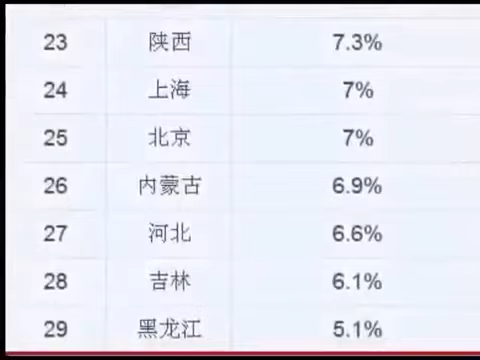 23 陕西 7.3%
24 上海 7%
25 北京 7%
26 内蒙古 6.9%
27 河北 6.6%
28 吉林 6.1%
29 黑龙江 5.1%